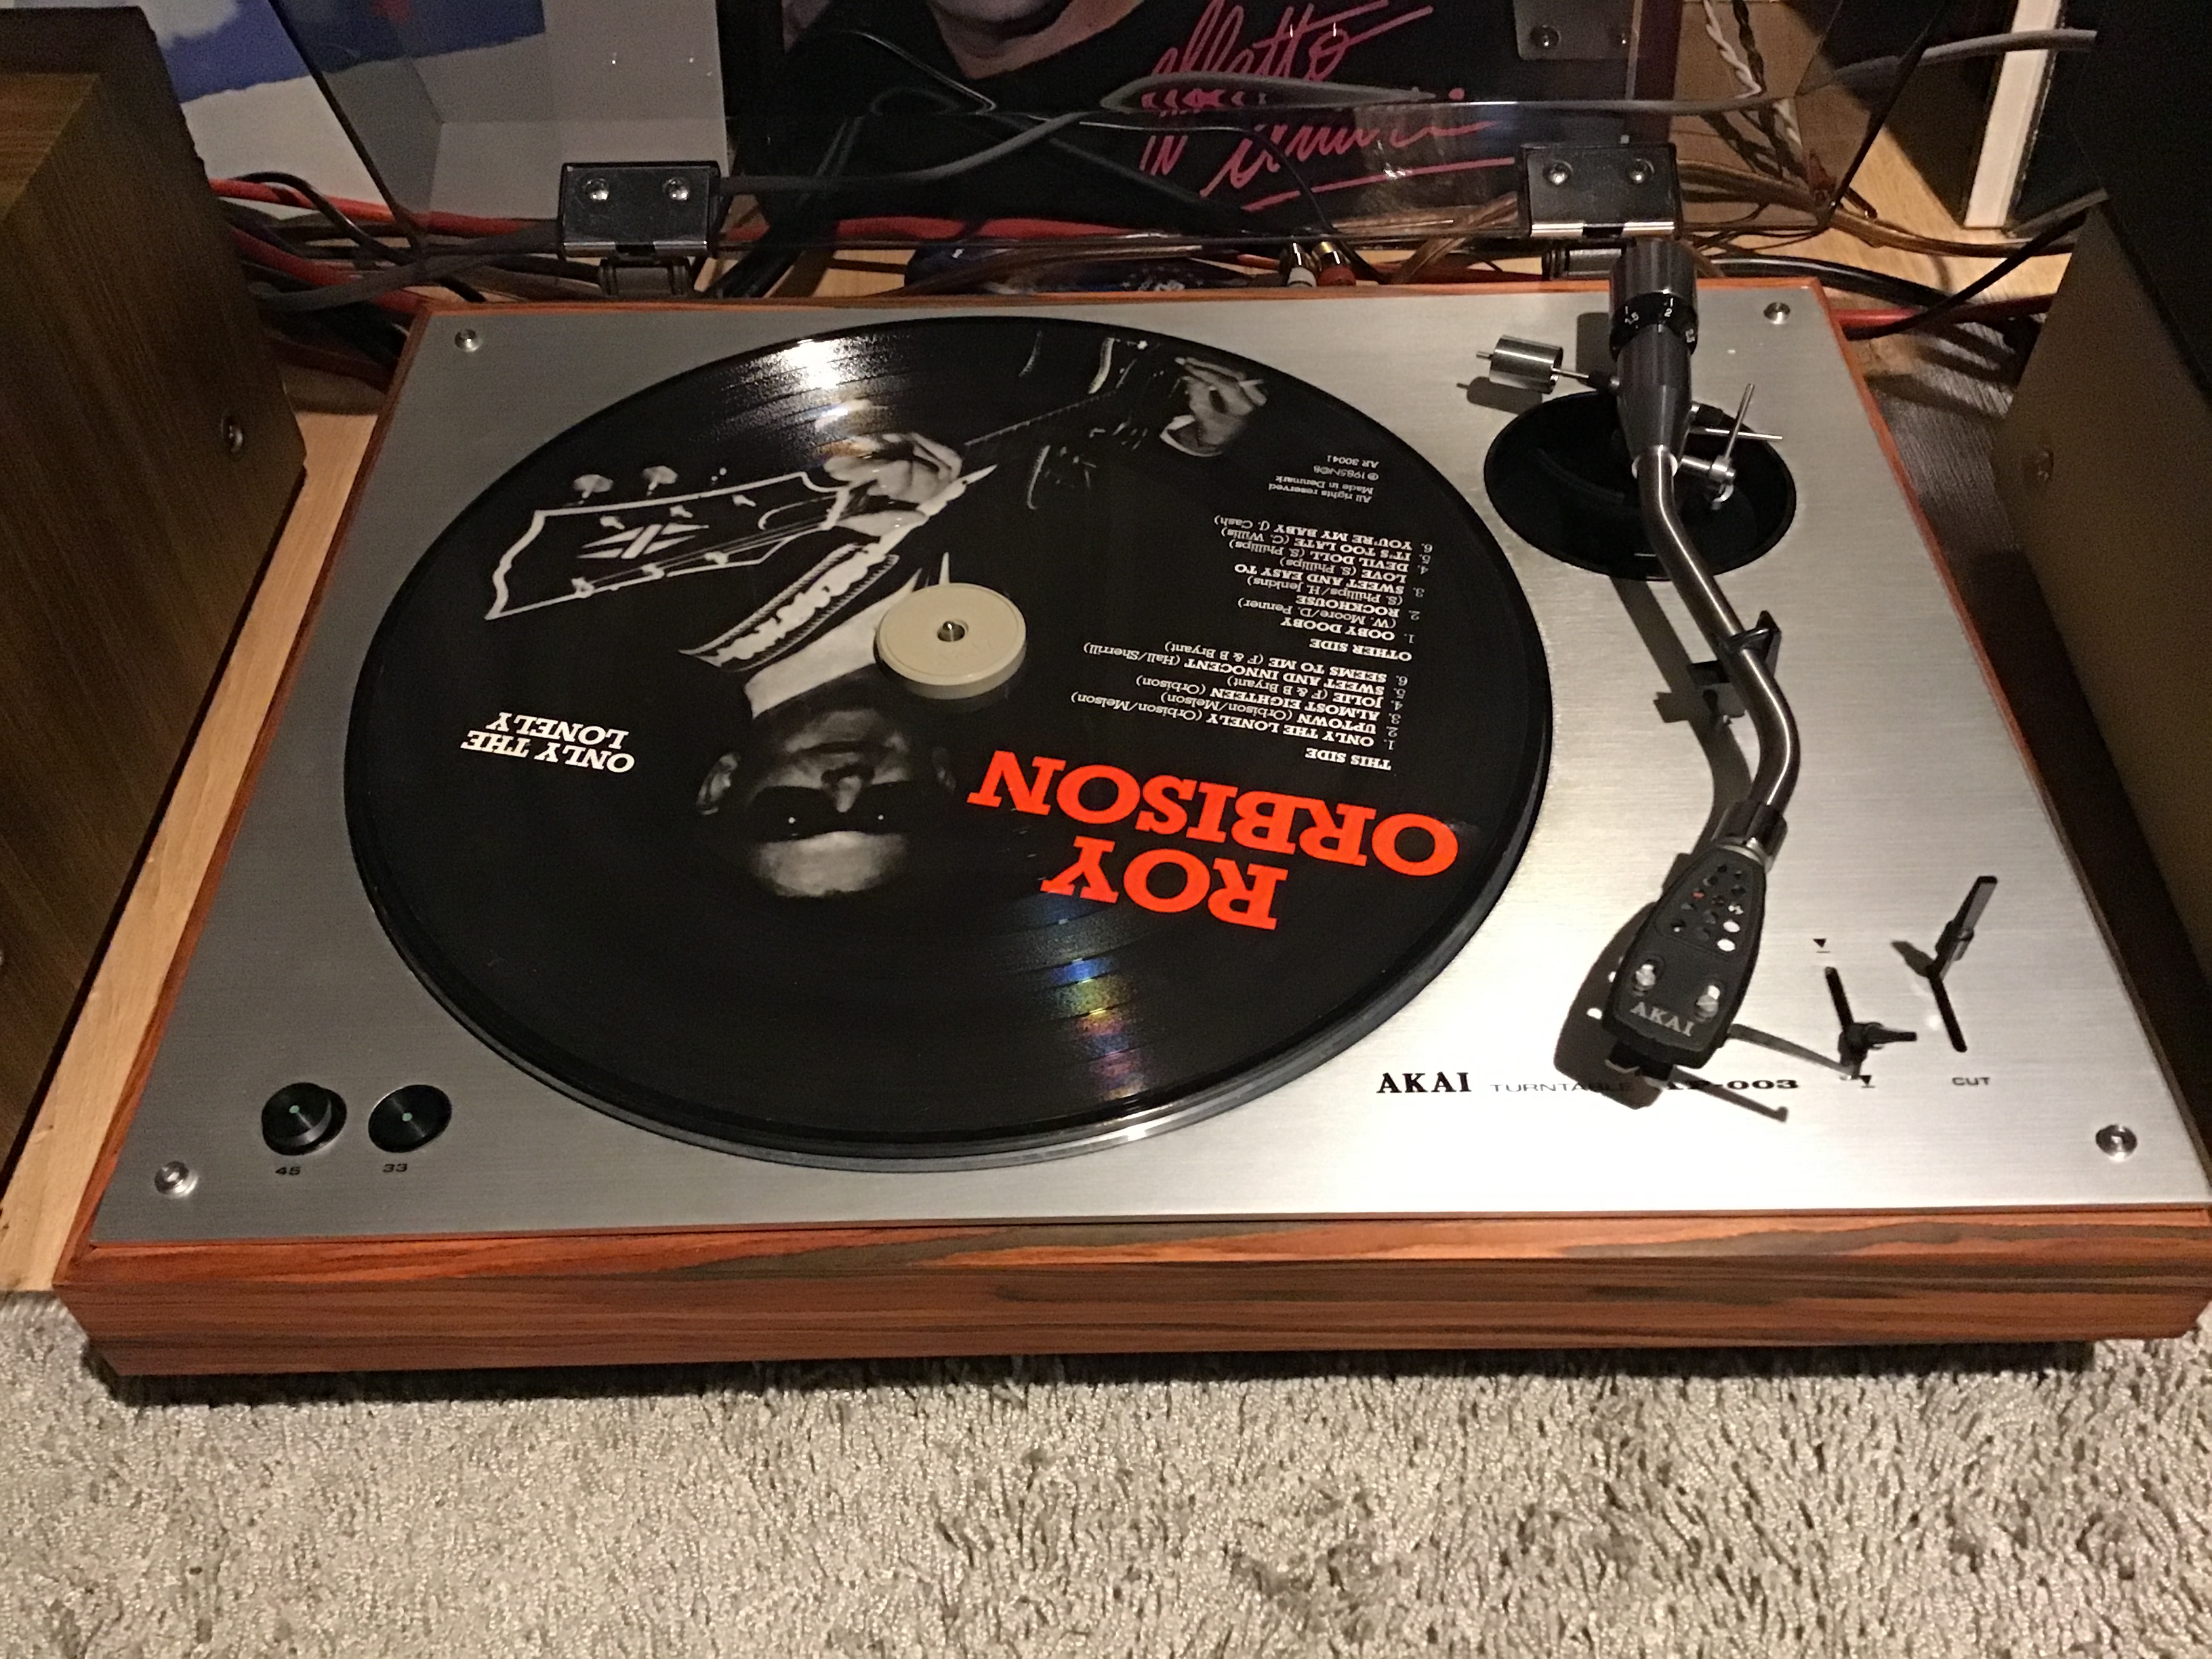 IN
ROY
ORBISON
THIS SIDE
1. ONLY THE LONELY (Orbison/Melson)
2. UPTOWN (Orbison/Melson)
3. ALMOST EIGHTEEN (Orbison)
4. JOLIE (F & B Bryant)
5. SWEET AND INNOCENT (Hall/Sherrill)
6. SEEMS TO ME (F & B Bryant)
OTHER SIDE
1. OOBY DOOBY
(W. Moore/D. Penner)
2. ROCKHOUSE
(S. Phillips/H. Jenkins)
3. SWEET AND EASY TO
LOVE (S. Phillips)
4. DEVIL DOLL (S. Phillips)
5. IT'S TOO LATE (C. Willis)
6. YOU'RE MY BABY (J. Cash)
All rights reserved
Made in Denmark
AR 30041
ONLY THE
LONELY
AKAI
AKAI TURNTABLE AP-003
CUT
45 33